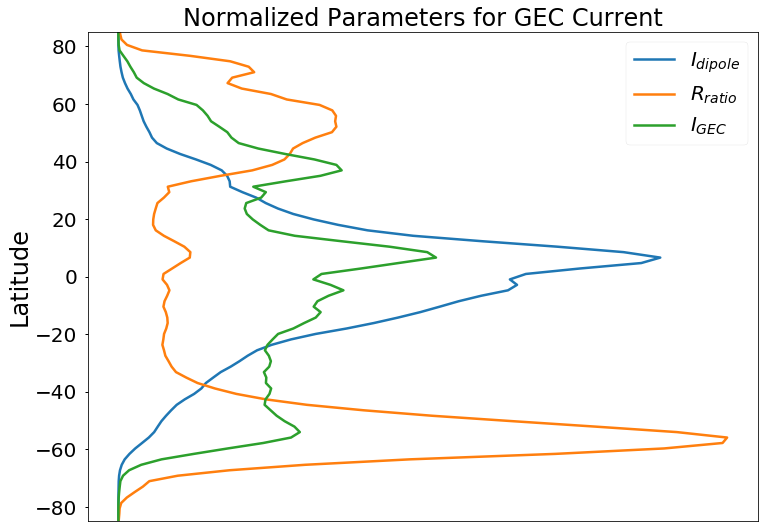 Normalized Parameters for GEC Current
I_dipole
R_ratio
I_GEC
Latitude
80
60
40
20
0
−20
−40
−60
−80